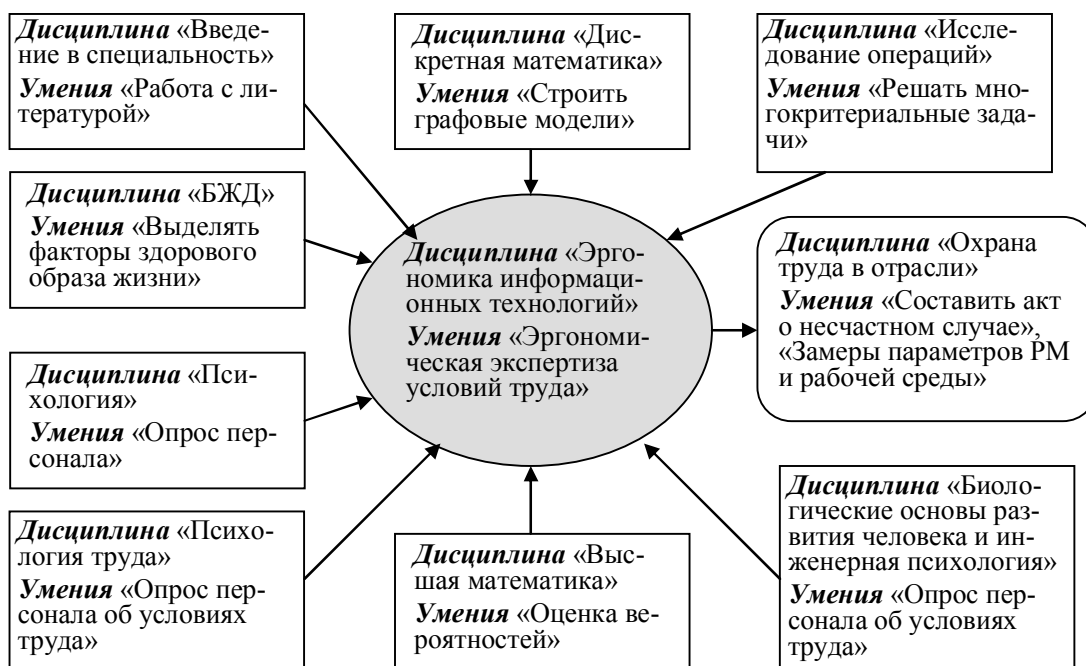 Дисциплина «Введе-
ние в специальность»
Умения «Работа с ли-
тературой»
Дисциплина «Дис-
кретная математика»
Умения «Строить
графовые модели»
Дисциплина «Иссле-
дование операций»
Умения «Решать мно-
гокритериальные зада-
чи»
Дисциплина «БЖД»
Умения «Выделять
факторы здорового
образа жизни»
Дисциплина «Эрго-
номика информаци-
онных технологий»
Умения «Эргономи-
ческая экспертиза
условий труда»
Дисциплина «Охрана
труда в отрасли»
Умения «Составить акт
о несчастном случае»,
«Замеры параметров РМ
и рабочей среды»
Дисциплина «Пси-
хология»
Умения «Опрос пер-
сонала»
Дисциплина «Психо-
логия труда»
Умения «Опрос пер-
сонала об условиях
труда»
Дисциплина «Выс-
шая математика»
Умения «Оценка ве-
роятностей»
Дисциплина «Биоло-
гические основы раз-
вития человека и ин-
женерная психология»
Умения «Опрос пер-
сонала об условиях
труда»